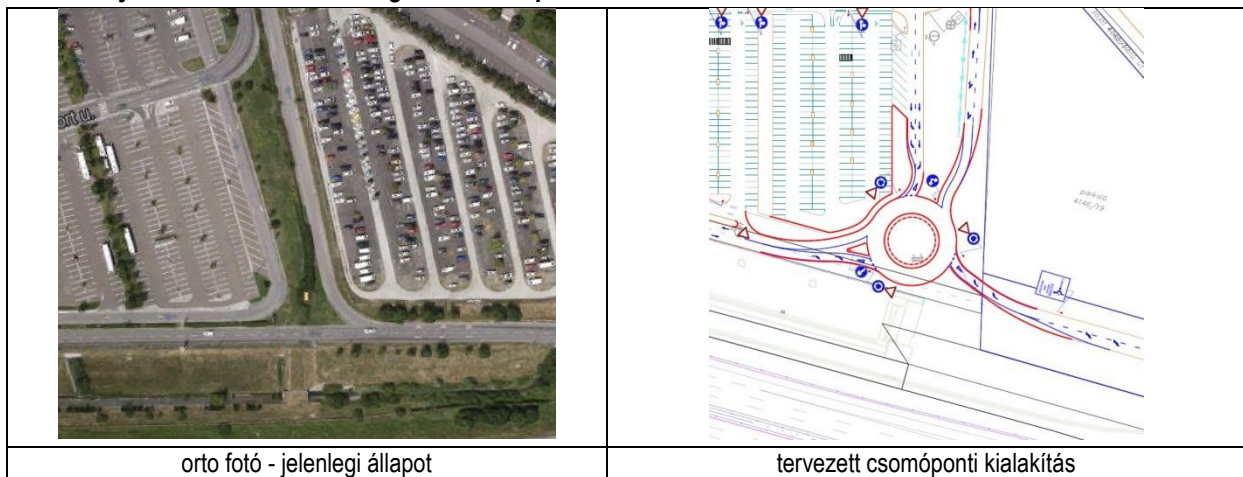 ort u.
parkoló
4146/19
orto fotó - jelenlegi állapot
tervezett csomóponti kialakítás